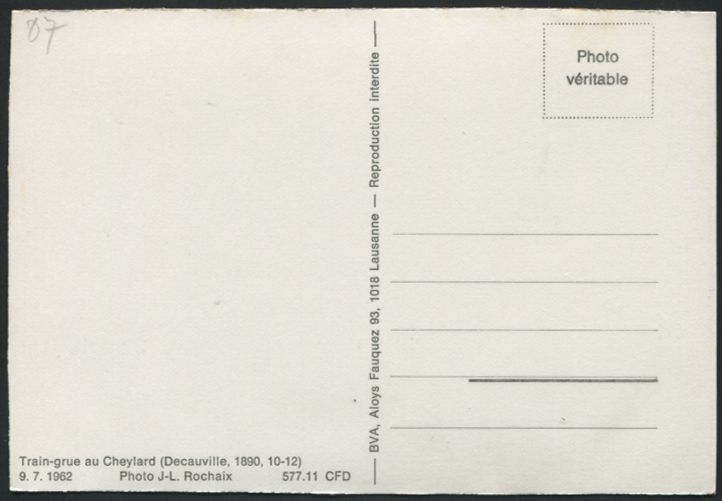 07
Train-grue au Cheylard (Decauville, 1890, 10-12)
9. 7. 1962 Photo J-L. Rochaix 577.11 CFD
BVA, Aloys Fauquez 93, 1018 Lausanne — Reproduction interdite
Photo
véritable